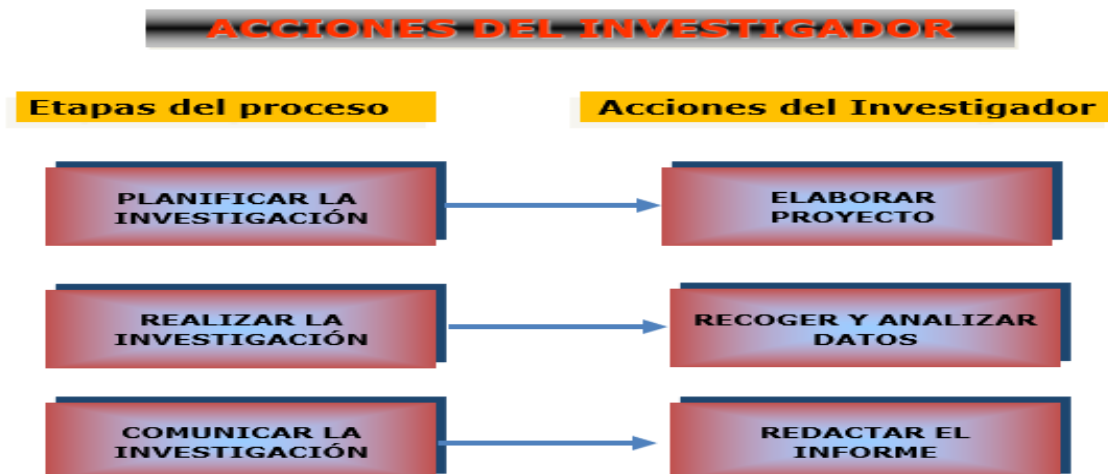 ACCIONES DEL INVESTIGADOR
Etapas del proceso
Acciones del Investigador
PLANIFICAR LA
INVESTIGACIÓN
ELABORAR
PROYECTO
REALIZAR LA
INVESTIGACIÓN
RECOGER Y ANALIZAR
DATOS
COMUNICAR LA
INVESTIGACIÓN
REDACTAR EL
INFORME